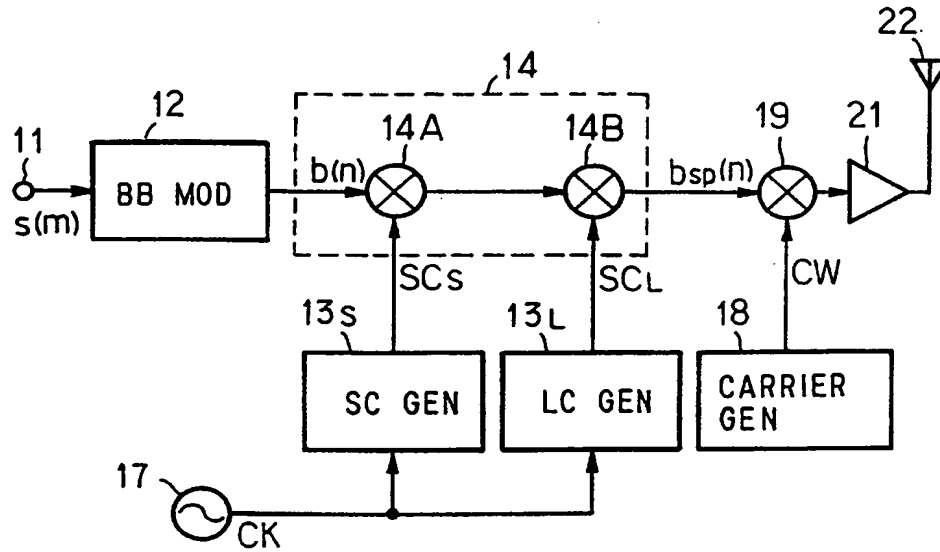 22
14
12
14A
14B
19
21
11
b(n)
bsp(n)
BB MOD
s(m)
SCS
SCL
CW
13S
13L
18
SC GEN
LC GEN
CARRIER
GEN
17
CK